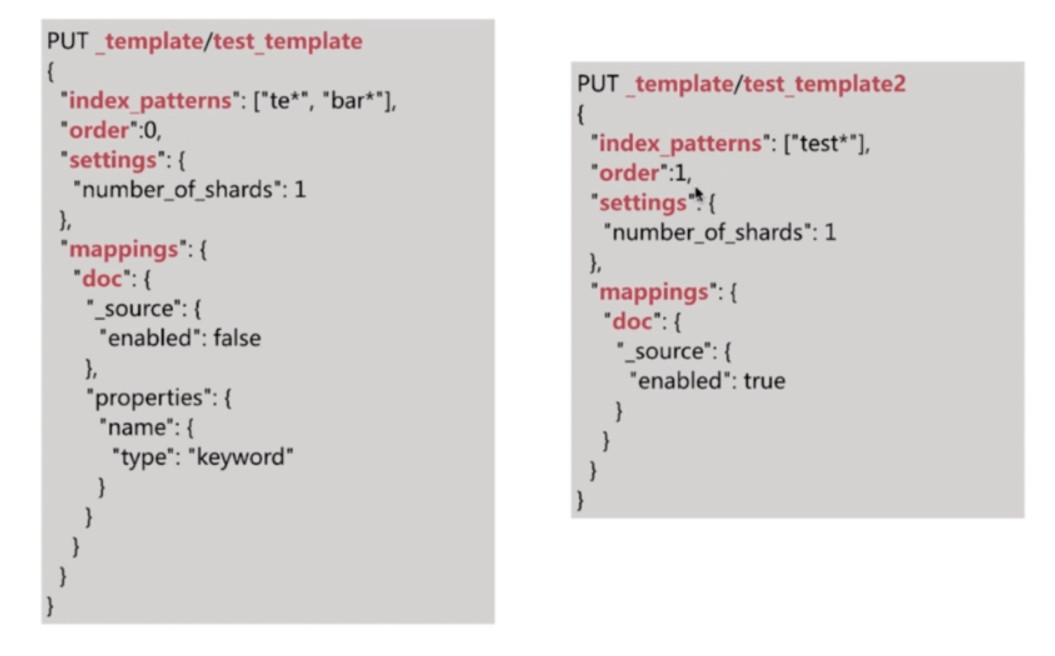 PUT _template/test_template
{
"index_patterns": ["te*", "bar*"],
"order":0,
"settings": {
"number_of_shards": 1
},
"mappings": {
"doc": {
"_source": {
"enabled": false
},
"properties": {
"name": {
"type": "keyword"
}
}
}
}
}
PUT _template/test_template2
{
"index_patterns": ["test*"],
"order":1,
"settings": {
"number_of_shards": 1
},
"mappings": {
"doc": {
"_source": {
"enabled": true
}
}
}
}